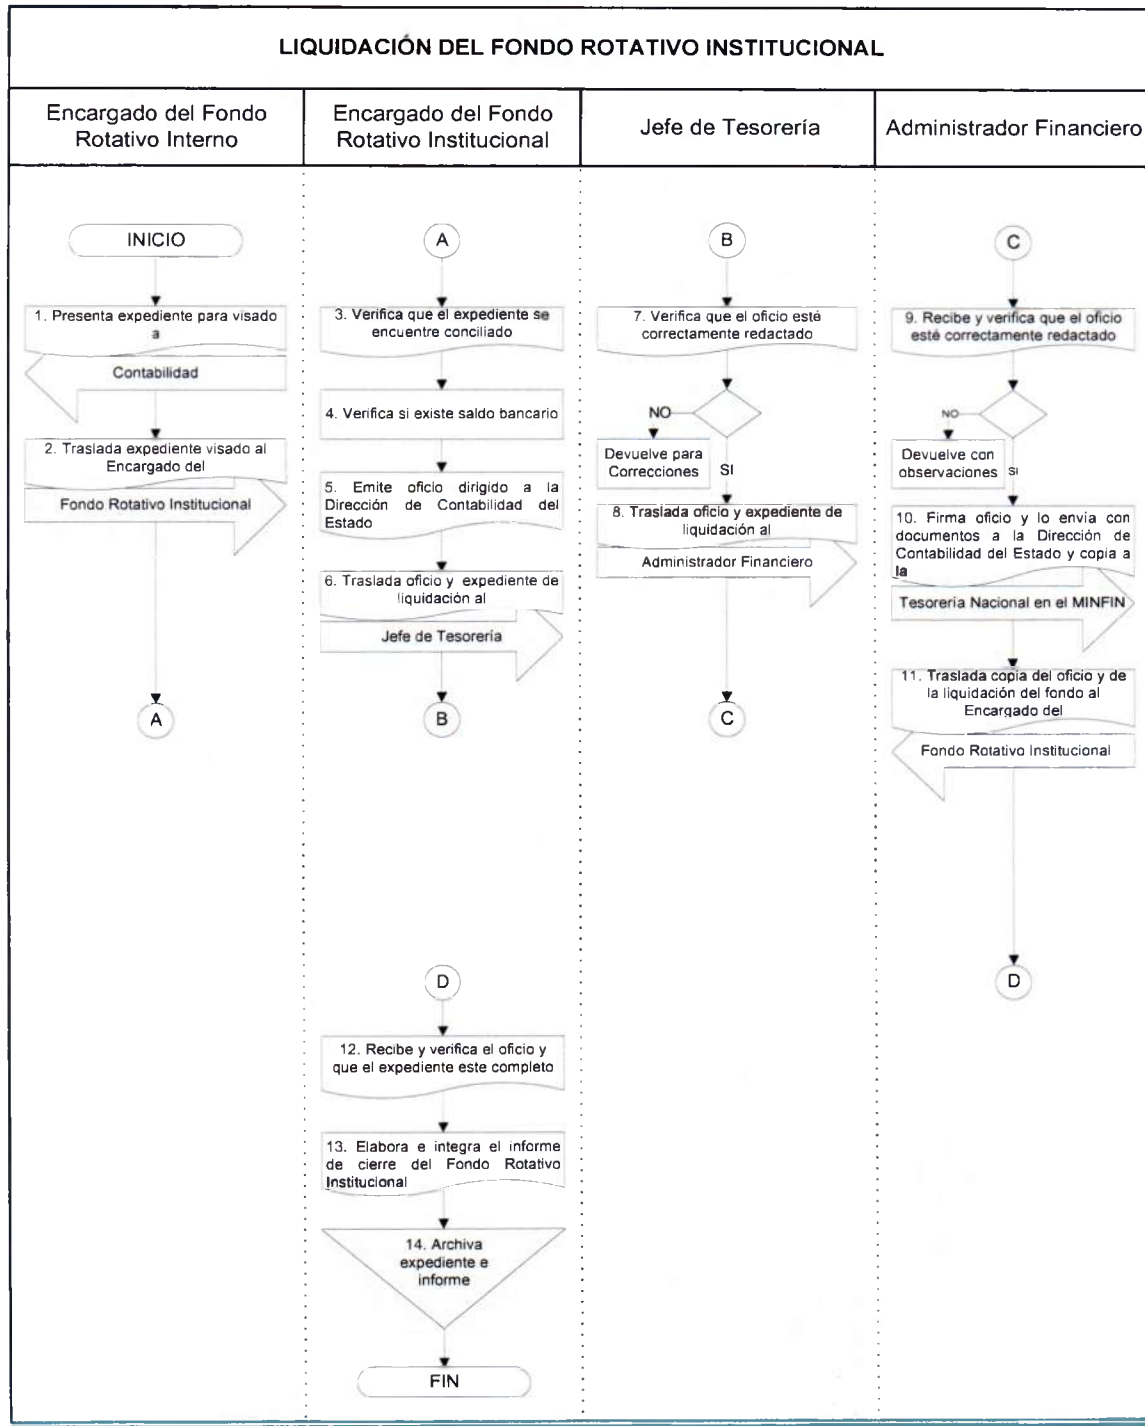 LIQUIDACIÓN DEL FONDO ROTATIVO INSTITUCIONAL
Encargado del Fondo
Rotativo Interno
Encargado del Fondo
Rotativo Institucional
Jefe de Tesorería
Administrador Financiero
INICIO
1. Presenta expediente para visado
a
Contabilidad
2. Traslada expediente visado al
Encargado del
Fondo Rotativo Institucional
A
A
3. Verifica que el expediente se
encuentre conciliado
4. Verifica si existe saldo bancario
5. Emite oficio dirigido a la
Dirección de Contabilidad del
Estado
6. Traslada oficio y expediente de
liquidación al
Jefe de Tesorería
B
B
7. Verifica que el oficio esté
correctamente redactado
NO
Devuelve para
Correcciones
SI
8. Traslada oficio y expediente de
liquidación al
Administrador Financiero
C
C
9. Recibe y verifica que el oficio
esté correctamente redactado
NO
Devuelve con
observaciones
SI
10. Firma oficio y lo envía con
documentos a la Dirección de
Contabilidad del Estado y copia a
la
Tesorería Nacional en el MINFIN
11. Traslada copia del oficio y de
la liquidación del fondo al
Encargado del
Fondo Rotativo Institucional
D
D
12. Recibe y verifica el oficio y
que el expediente este completo
13. Elabora e integra el informe
de cierre del Fondo Rotativo
Institucional
14. Archiva
expediente e
informe
FIN